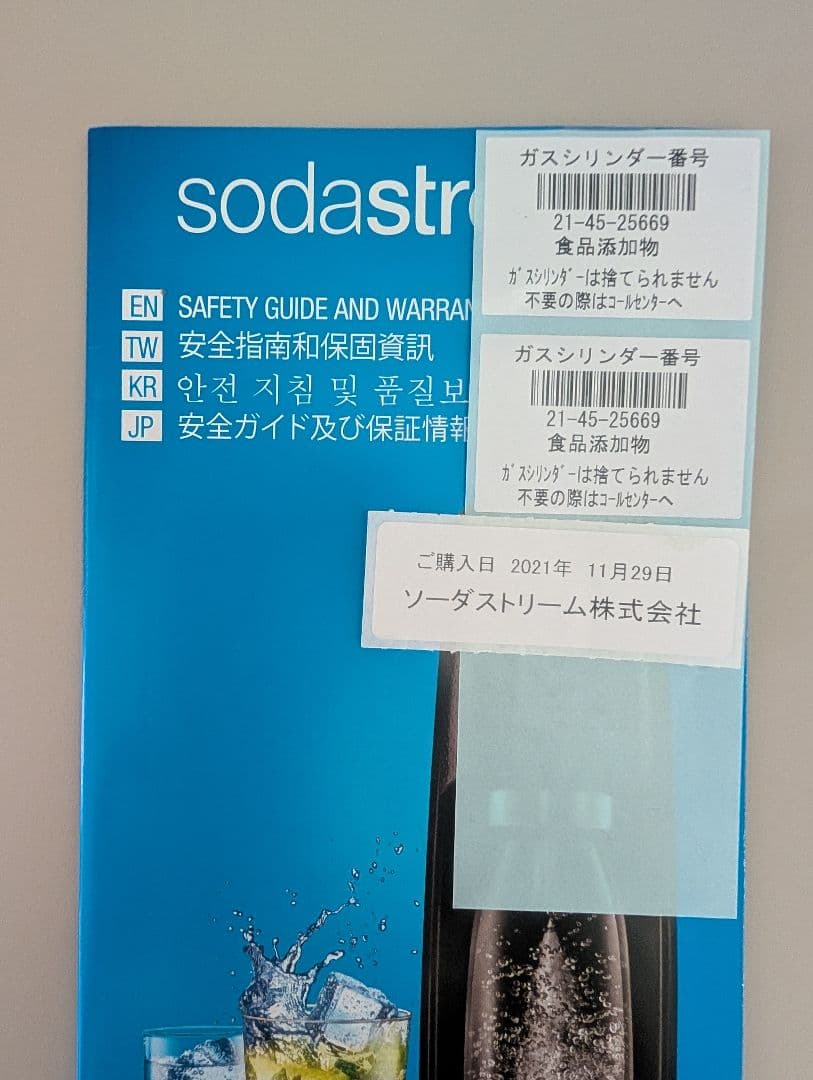 sodastr
EN SAFETY GUIDE AND WARRAN
TW 安全指南和保固資訊
KR 안전 지침 및 품질보
JP 安全ガイド及び保証情報
ガスシリンダー番号
21-45-25669
食品添加物
ｶﾞｽｼﾘﾝﾀﾞｰは捨てられません
不要の際はｺｰﾙｾﾝﾀｰへ
ガスシリンダー番号
21-45-25669
食品添加物
ｶﾞｽｼﾘﾝﾀﾞｰは捨てられません
不要の際はｺｰﾙｾﾝﾀｰへ
ご購入日 2021年 11月29日
ソーダストリーム株式会社